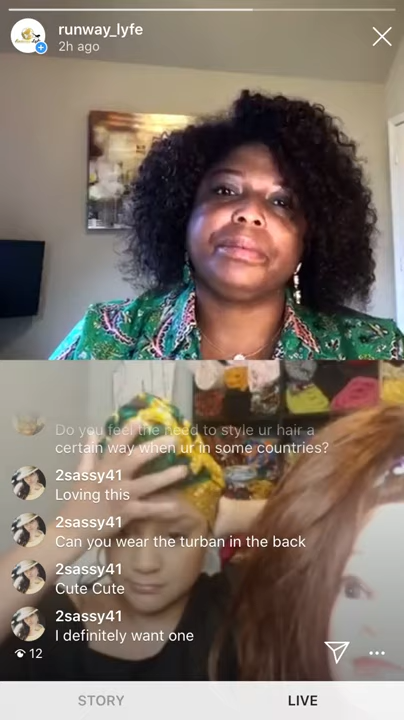 runway_lyfe
2h ago
Do you feel the need to style ur hair a
certain way when ur in some countries?
2sassy41
Loving this
2sassy41
Can you wear the turban in the back
2sassy41
Cute Cute
2sassy41
I definitely want one
12
STORY
LIVE